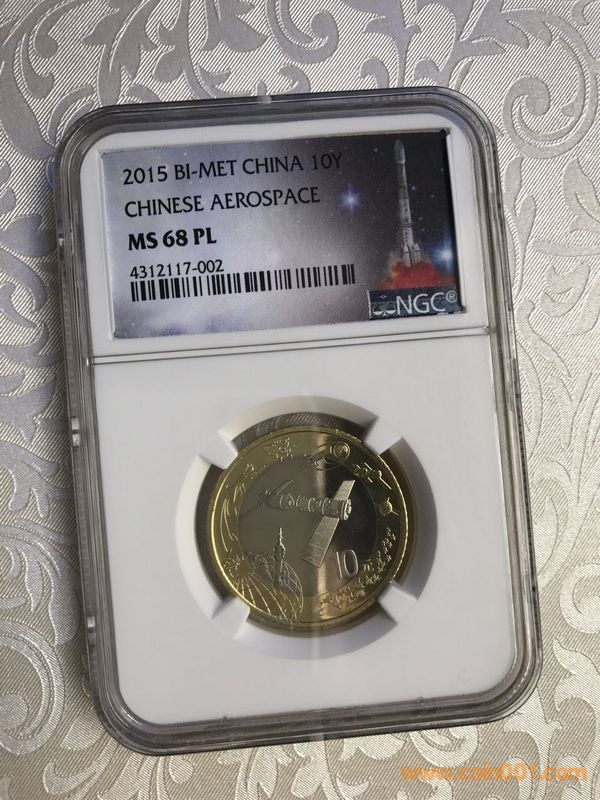 2015 BI-MET CHINA 10Y
CHINESE AEROSPACE
MS 68 PL
4312117-002
NGC®
10
www.coin001.com